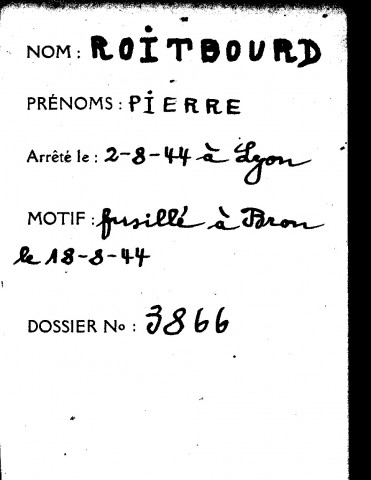 NOM : ROITBOURD
PRÉNOMS : PIERRE
Arrêté le : 2-8-44 à Lyon
MOTIF : fusillé à Bron
le 18-8-44
DOSSIER No : 3866